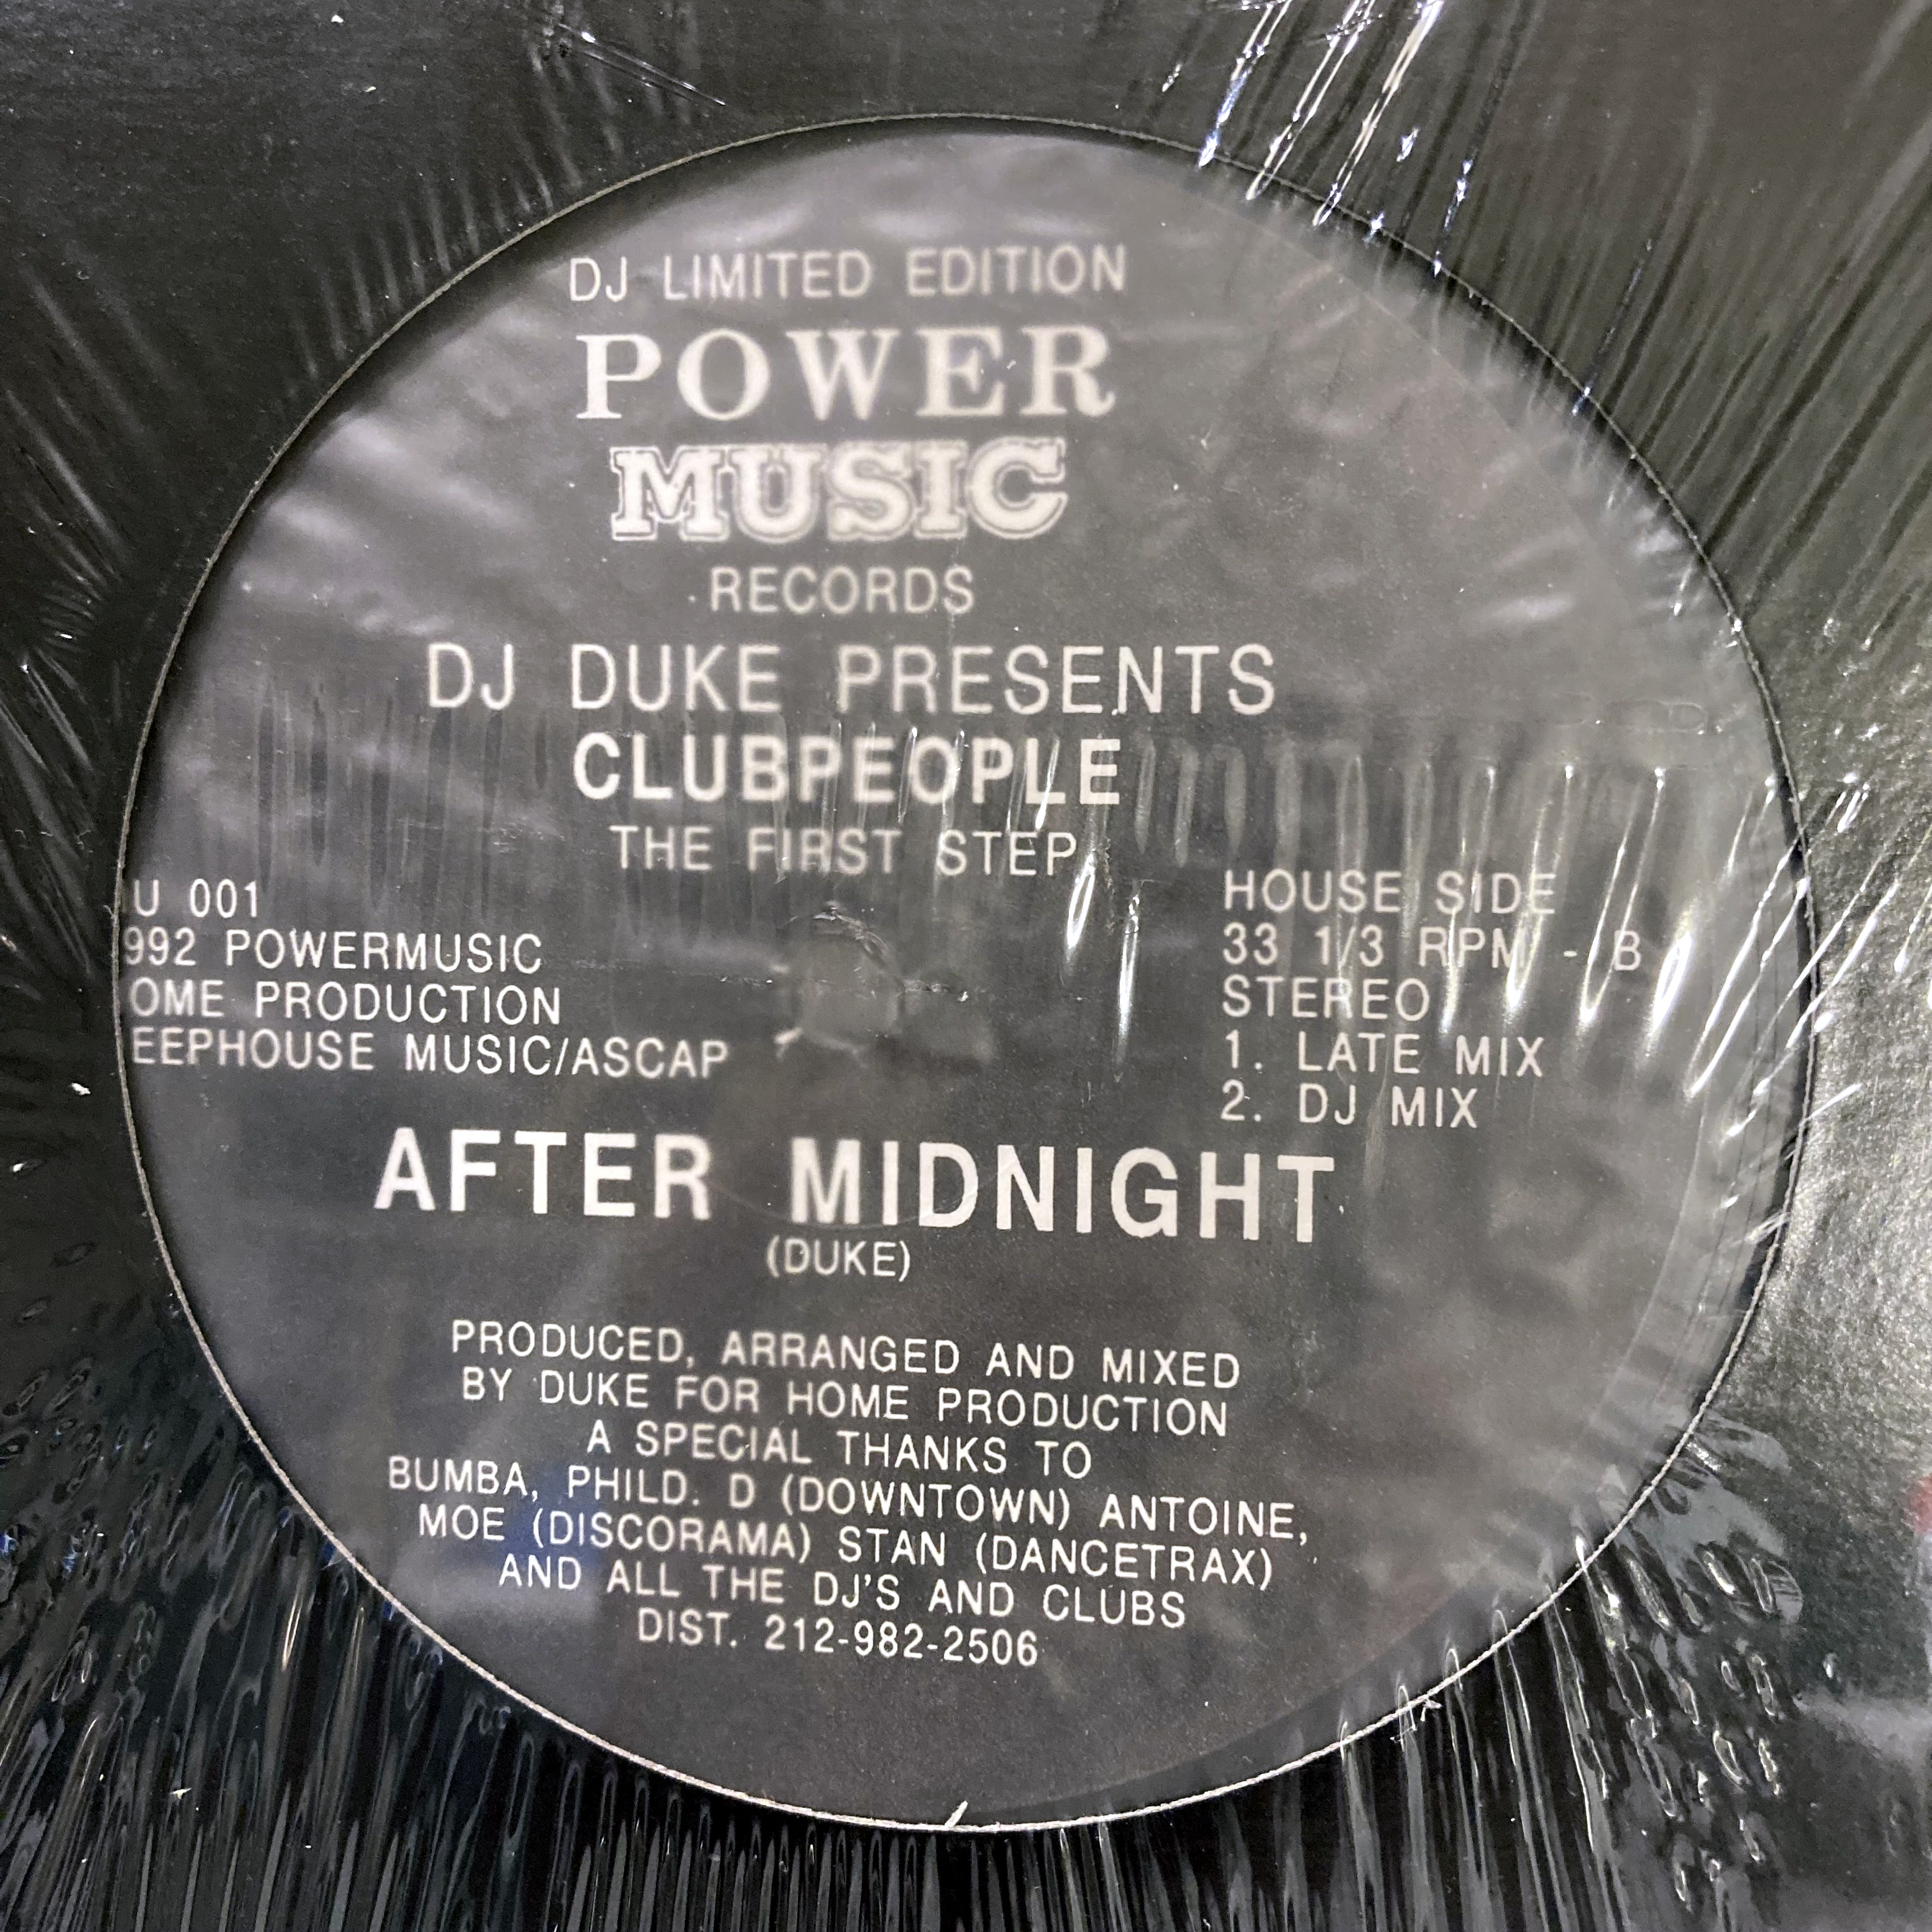 DJ LIMITED EDITION
POWER
MUSIC
RECORDS
DJ DUKE PRESENTS
CLUBPEOPLE
THE FIRST STEP
U 001
992 POWERMUSIC
OME PRODUCTION
EEPHOUSE MUSIC/ASCAP
HOUSE SIDE
33 1/3 RPM - B
STEREO
1. LATE MIX
2. DJ MIX
AFTER MIDNIGHT
(DUKE)
PRODUCED, ARRANGED AND MIXED
BY DUKE FOR HOME PRODUCTION
A SPECIAL THANKS TO
BUMBA, PHILD. D (DOWNTOWN) ANTOINE,
MOE (DISCORAMA) STAN (DANCETRAX)
AND ALL THE DJ'S AND CLUBS
DIST. 212-982-2506